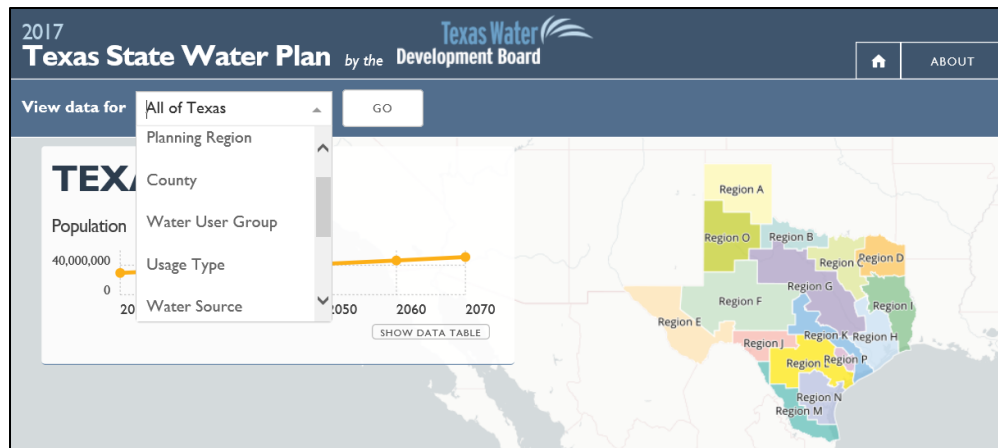 2017
Texas State Water Plan by the Texas Water Development Board
ABOUT
View data for All of Texas GO
Planning Region
County
Water User Group
Usage Type
Water Source
Population
40,000,000
0
2060 2070
SHOW DATA TABLE
Region A
Region O
Region B
Region C
Region D
Region G
Region F
Region I
Region E
Region K
Region H
Region J
Region P
Region N
Region M